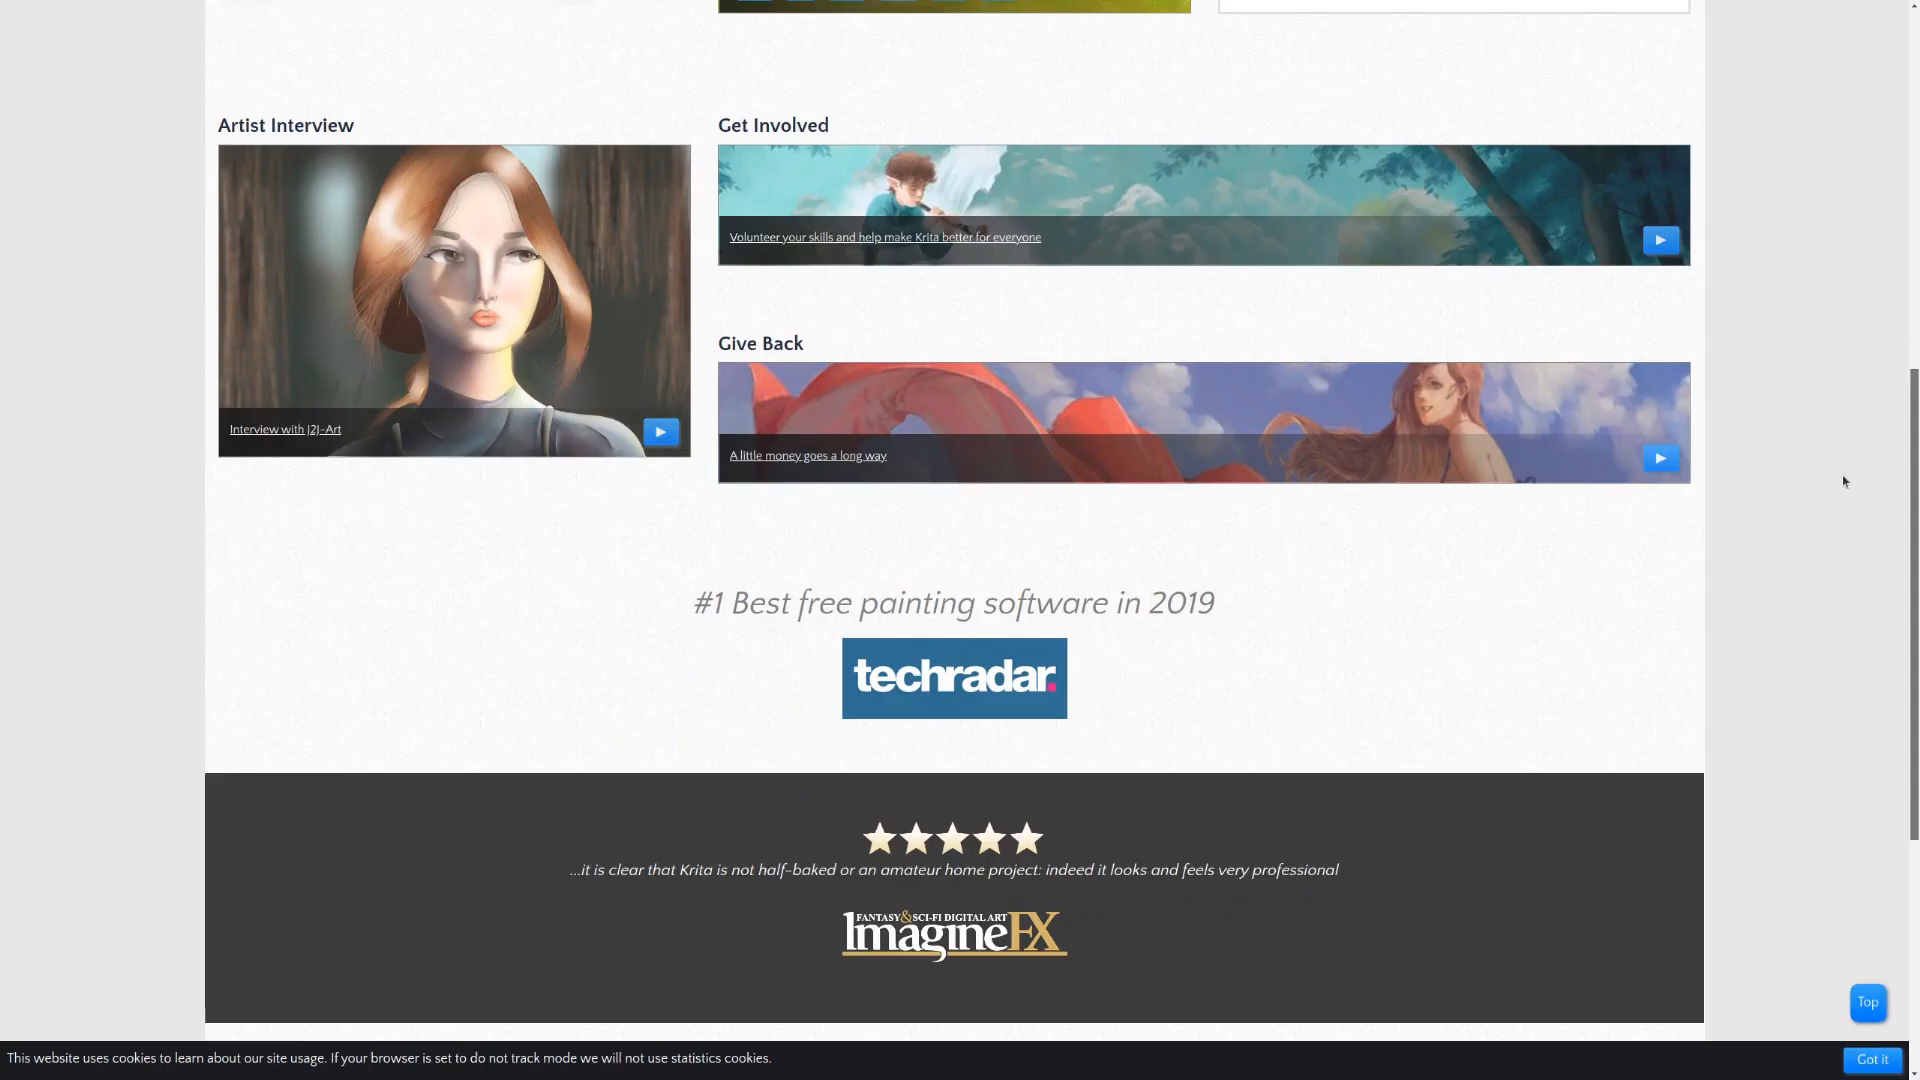 Artist Interview
Interview with J2J-Art
Get Involved
Volunteer your skills and help make Krita better for everyone
Give Back
A little money goes a long way
#1 Best free painting software in 2019
techradar.
...it is clear that Krita is not half-baked or an amateur home project: indeed it looks and feels very professional
FANTASY & SCI-FI DIGITAL ART
ImagineFX
Top
This website uses cookies to learn about our site usage. If your browser is set to do not track mode we will not use statistics cookies.
Got it